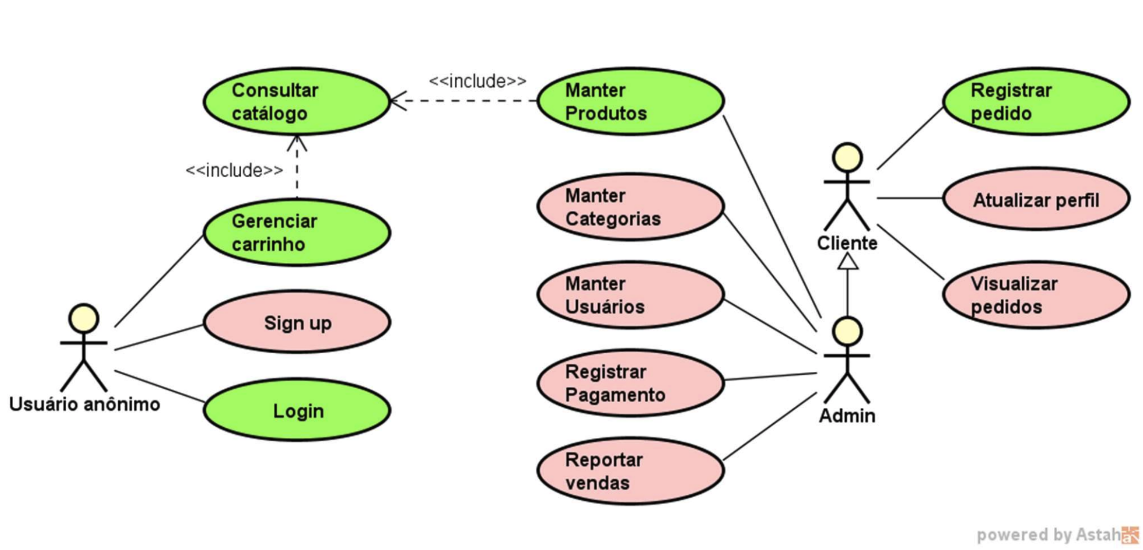 Consultar
catálogo
<<include>>
Manter
Produtos
Registrar
pedido
<<include>>
Manter
Categorias
Atualizar perfil
Gerenciar
carrinho
Cliente
Manter
Usuários
Visualizar
pedidos
Sign up
Usuário anônimo
Login
Registrar
Pagamento
Admin
Reportar
vendas
powered by Astah